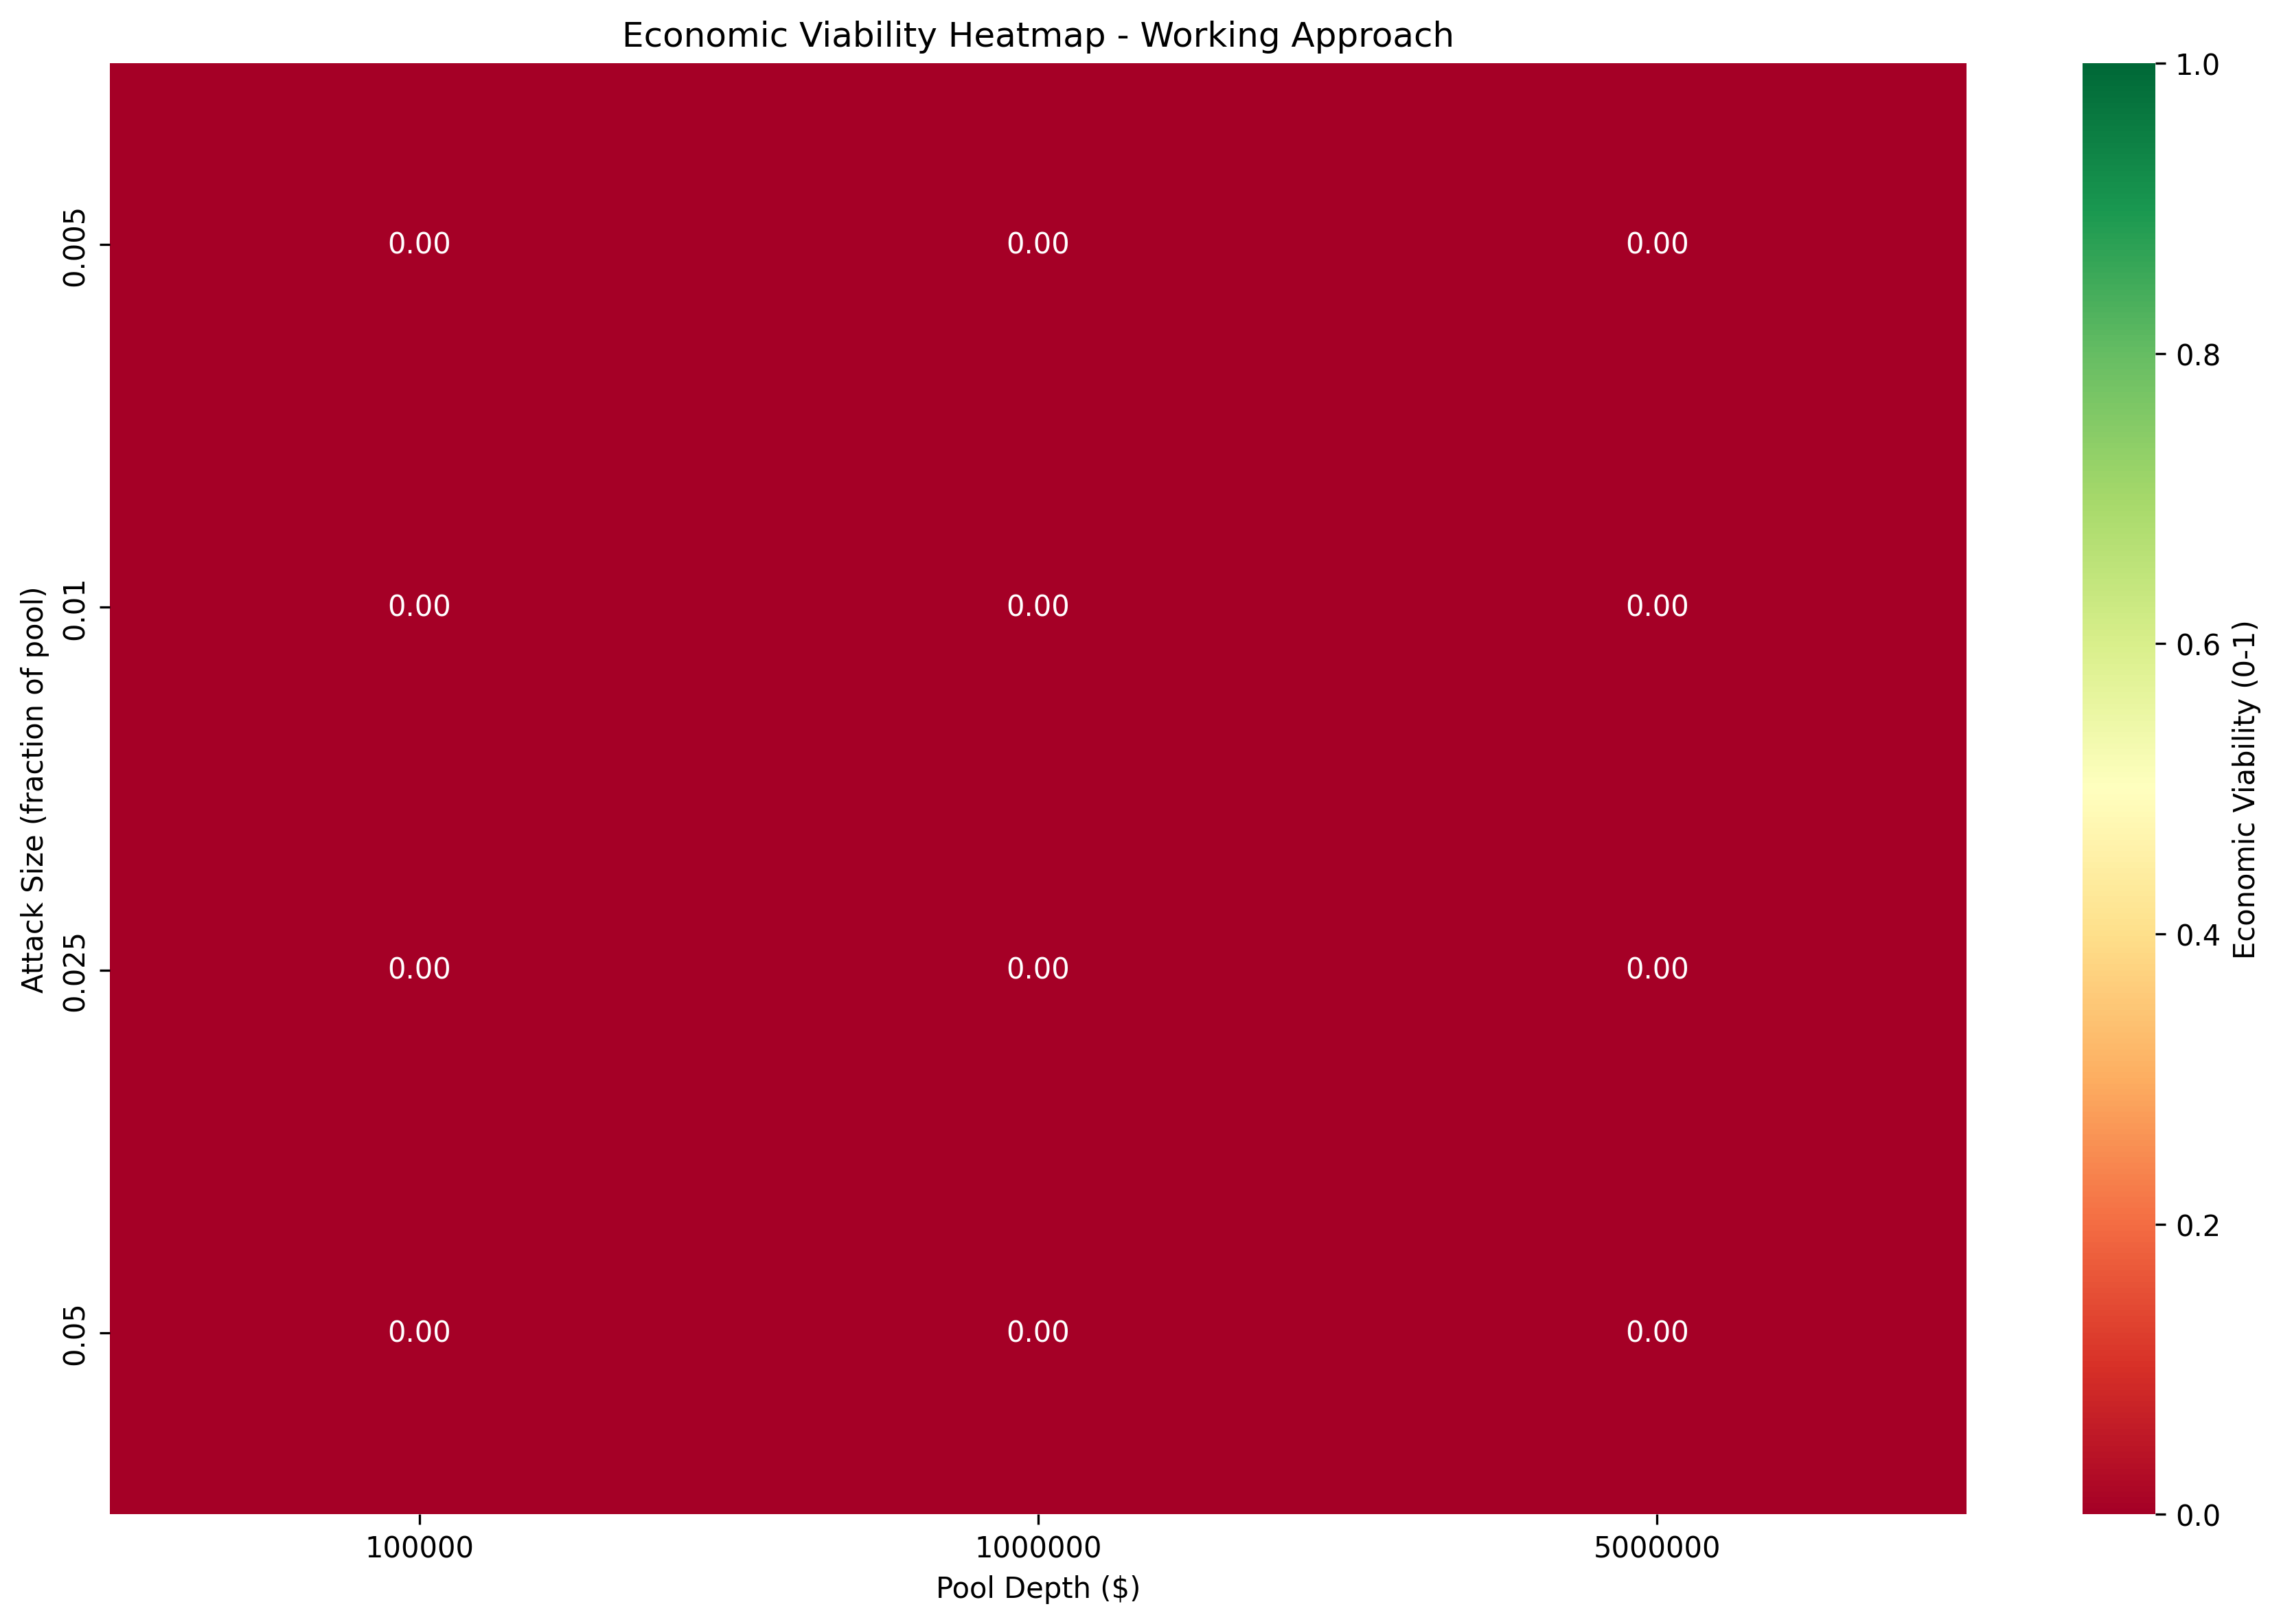 Economic Viability Heatmap - Working Approach
Attack Size (fraction of pool)
0.005
0.00 0.00 0.00
0.01
0.00 0.00 0.00
0.025
0.00 0.00 0.00
0.05
0.00 0.00 0.00
100000 1000000 5000000
Pool Depth ($)
1.0
0.8
0.6
0.4
0.2
0.0
Economic Viability (0-1)